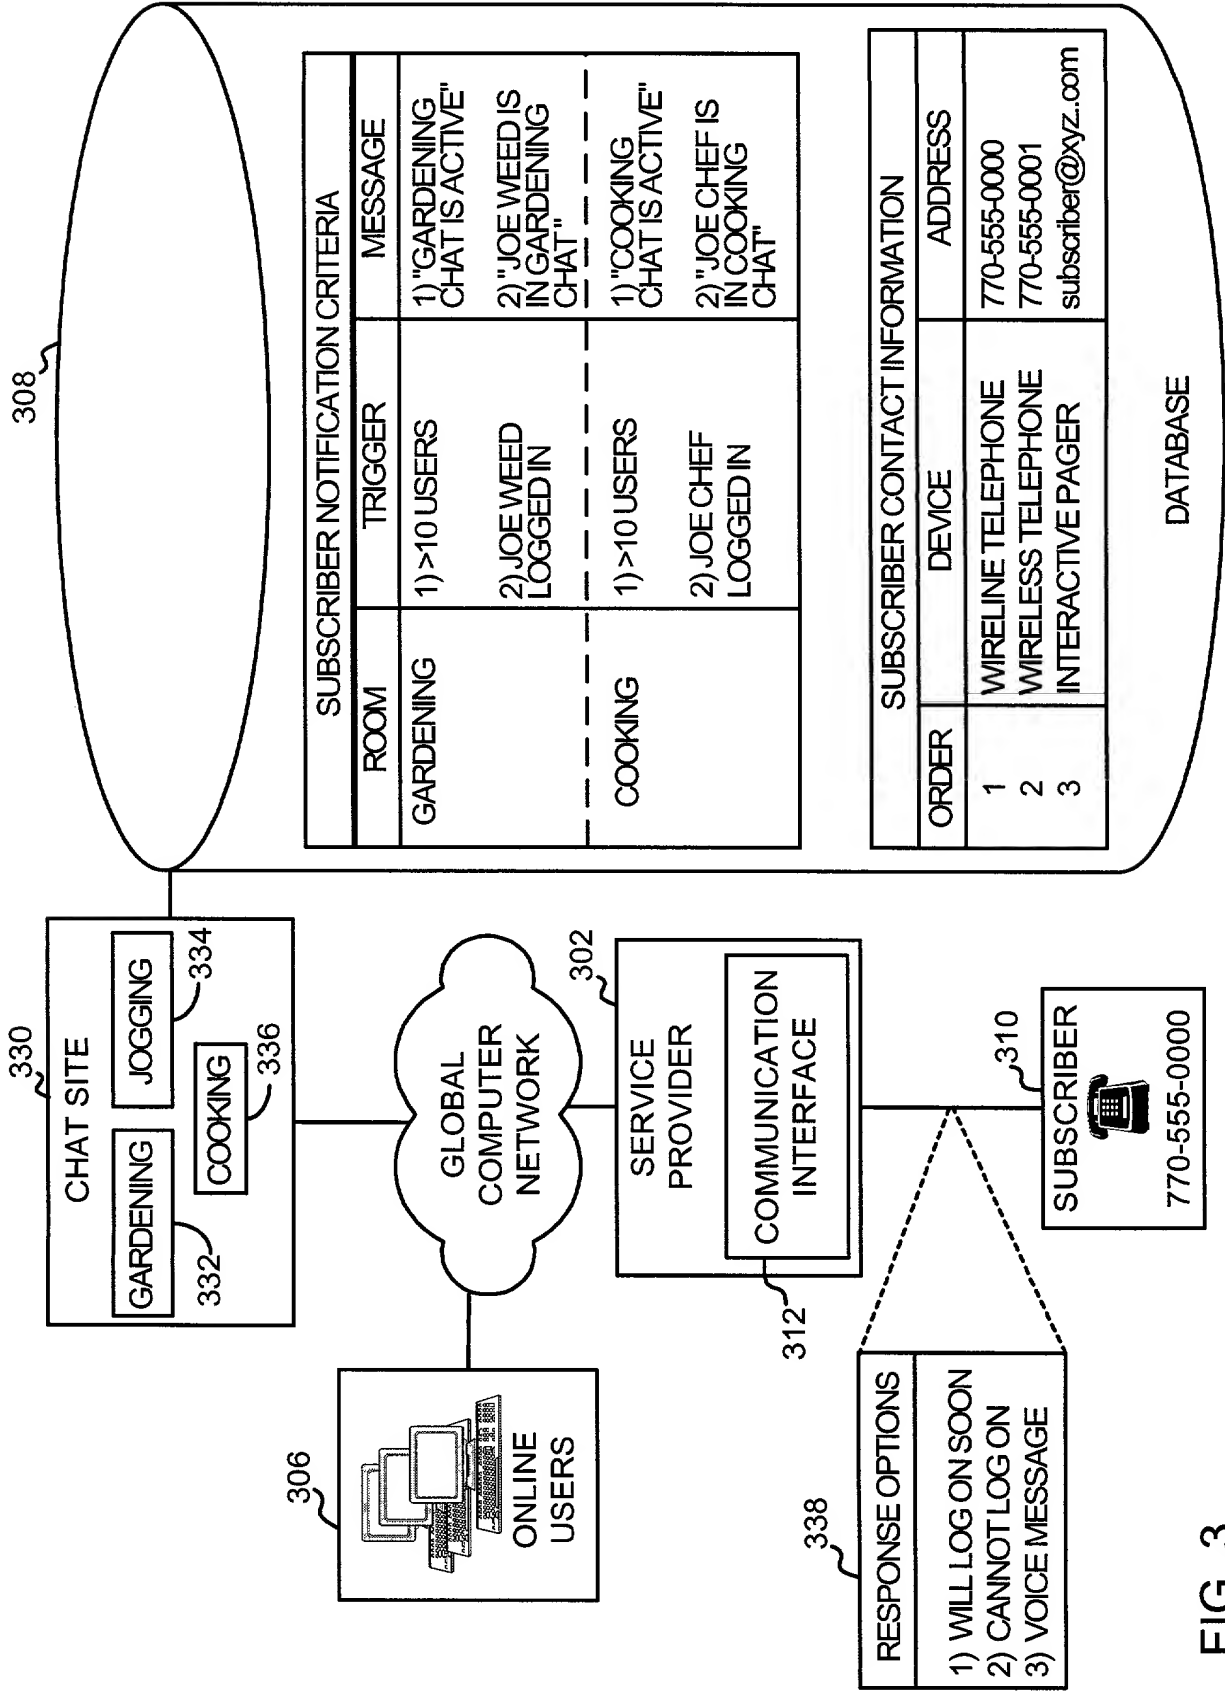 330
CHAT SITE
GARDENING
JOGGING
332
334
COOKING
336
308
306
ONLINE
USERS
GLOBAL
COMPUTER
NETWORK
302
SERVICE
PROVIDER
COMMUNICATION
INTERFACE
312
338
RESPONSE OPTIONS
1) WILL LOG ON SOON
2) CANNOT LOG ON
3) VOICE MESSAGE
310
SUBSCRIBER
770-555-0000
SUBSCRIBER NOTIFICATION CRITERIA
ROOM TRIGGER MESSAGE
GARDENING 1) >10 USERS 1) "GARDENING
CHAT IS ACTIVE"
2) JOE WEED 2) "JOE WEED IS
LOGGED IN IN GARDENING
CHAT"
COOKING 1) >10 USERS 1) "COOKING
CHAT IS ACTIVE"
2) JOE CHEF 2) "JOE CHEF IS
LOGGED IN IN COOKING
CHAT"
SUBSCRIBER CONTACT INFORMATION
ORDER DEVICE ADDRESS
1 WIRELINE TELEPHONE 770-555-0000
2 WIRELESS TELEPHONE 770-555-0001
3 INTERACTIVE PAGER subscriber@xyz.com
DATABASE
FIG. 3